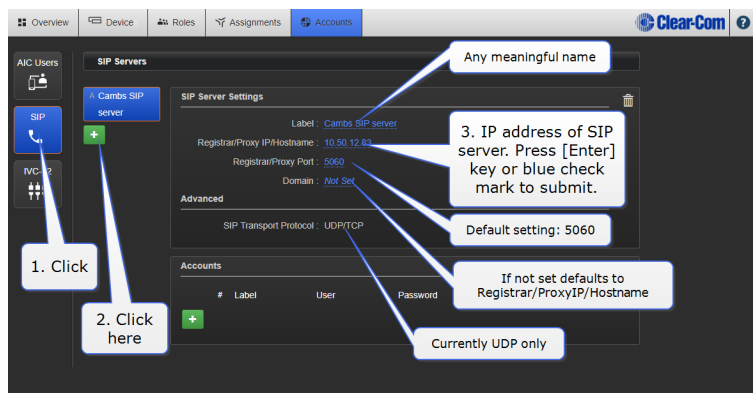 Overview
Device
Roles
Assignments
Accounts
Clear-Com
?
Any meaningful name
AIC Users
SIP Servers
A Cambs SIP
server
SIP Server Settings
SIP
Label : Cambs SIP server
Registrar/Proxy IP/Hostname : 10.50.12.83
Registrar/Proxy Port : 5060
Domain : Not Set
3. IP address of SIP
server. Press [Enter]
key or blue check
mark to submit.
Advanced
SIP Transport Protocol : UDP/TCP
Default setting: 5060
1. Click
Accounts
# Label User Password
If not set defaults to
Registrar/ProxyIP/Hostname
2. Click
here
Currently UDP only